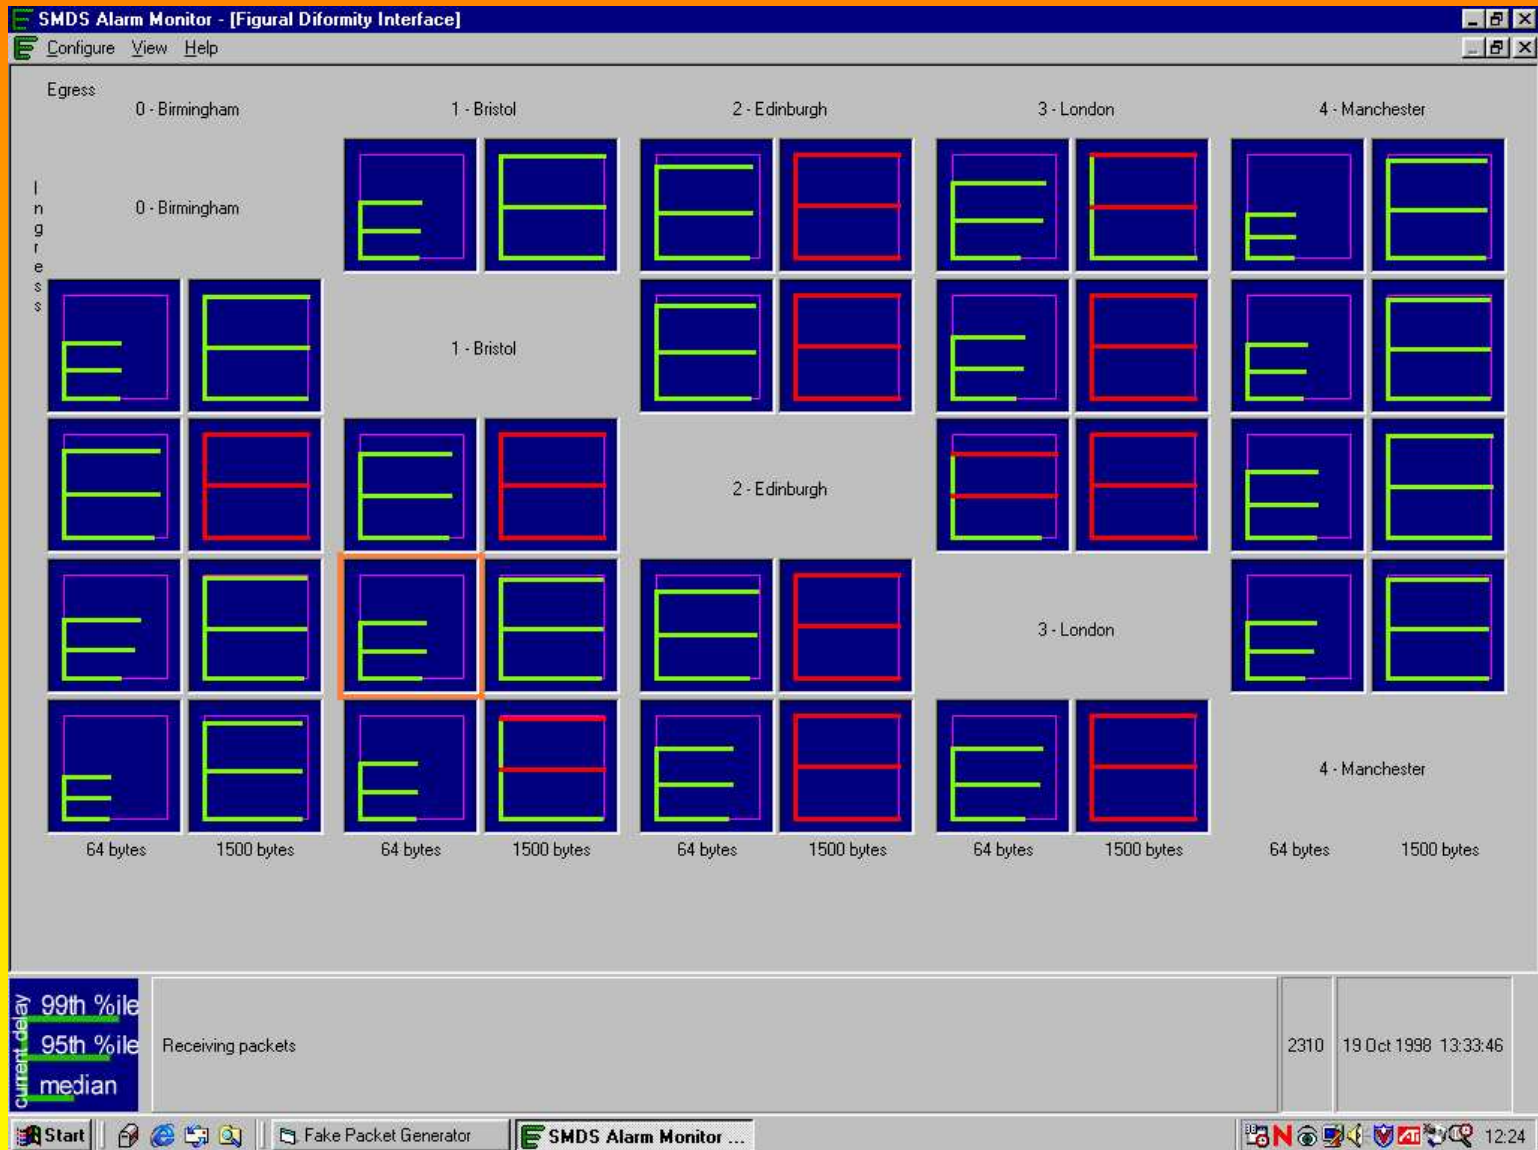 SMDS Alarm Monitor - [Figural Diformity Interface]
Configure View Help
Egress
0 - Birmingham 1 - Bristol 2 - Edinburgh 3 - London 4 - Manchester
Ingress
0 - Birmingham
1 - Bristol
2 - Edinburgh
3 - London
4 - Manchester
64 bytes 1500 bytes 64 bytes 1500 bytes 64 bytes 1500 bytes 64 bytes 1500 bytes 64 bytes 1500 bytes
current delay
99th %ile
95th %ile
median
Receiving packets
2310
19 Oct 1998 13:33:46
Start Fake Packet Generator SMDS Alarm Monitor ... 12:24